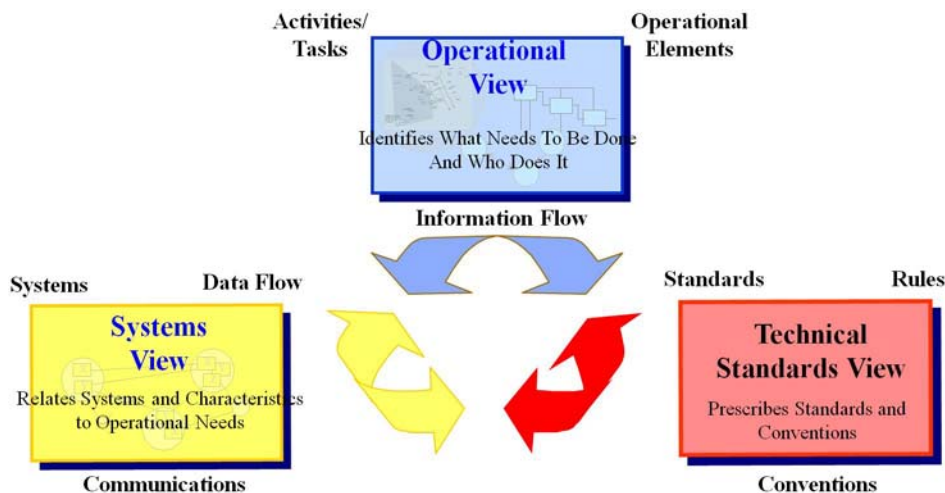 Activities/
Tasks
Operational
Elements
Operational
View
Identifies What Needs To Be Done
And Who Does It
Information Flow
Systems
Data Flow
Systems
View
Relates Systems and Characteristics
to Operational Needs
Communications
Standards
Rules
Technical
Standards View
Prescribes Standards and
Conventions
Conventions